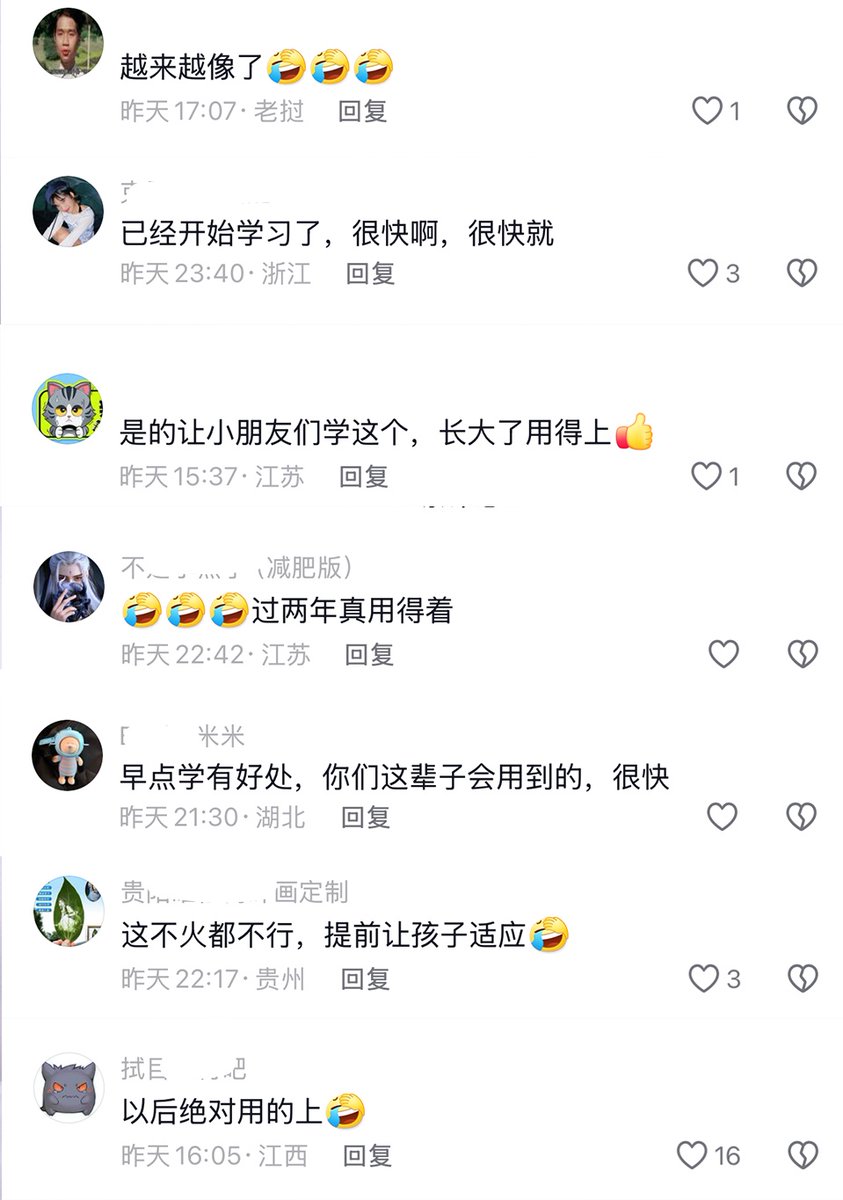 越来越像了🤣🤣🤣
昨天 17:07· 老挝 回复
1
已经开始学习了，很快啊，很快就
昨天 23:40· 浙江 回复
3
是的让小朋友们学这个，长大了用得上👍
昨天 15:37· 江苏 回复
1
不 （减肥版）
🤣🤣🤣过两年真用得着
昨天 22:42· 江苏 回复
米米
早点学有好处，你们这辈子会用到的，很快
昨天 21:30· 湖北 回复
贵 画定制
这不火都不行，提前让孩子适应🤣
昨天 22:17· 贵州 回复
3
拭 吧
以后绝对用的上🤣
昨天 16:05· 江西 回复
16